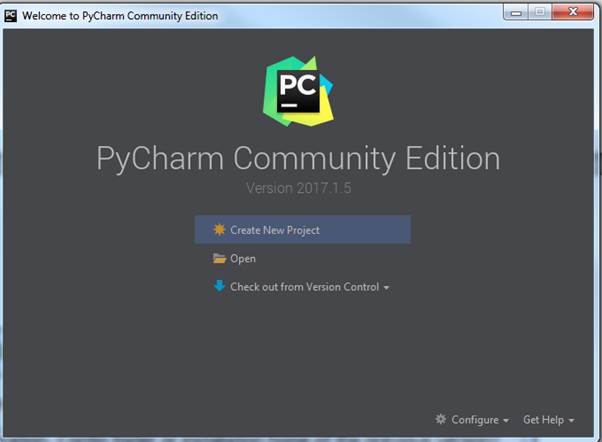 Welcome to PyCharm Community Edition
PC
PyCharm Community Edition
Version 2017.1.5
Create New Project
Open
Check out from Version Control
Configure
Get Help